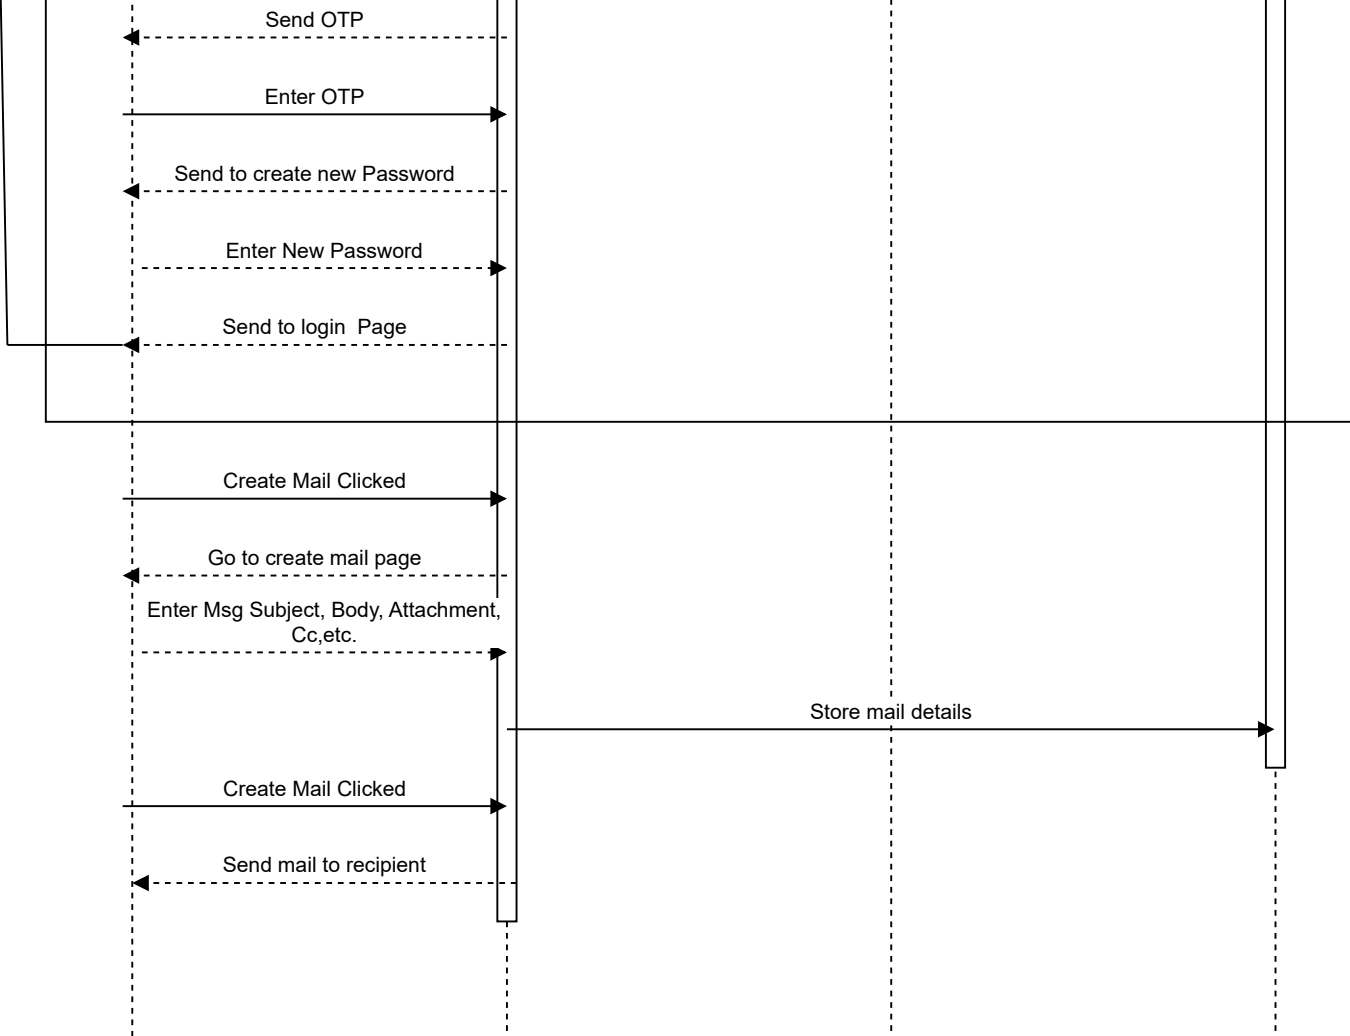 Send OTP
Enter OTP
Send to create new Password
Enter New Password
Send to login  Page
Create Mail Clicked
Go to create mail page
Enter Msg Subject, Body, Attachment,
Cc,etc.
Store mail details
Create Mail Clicked
Send mail to recipient